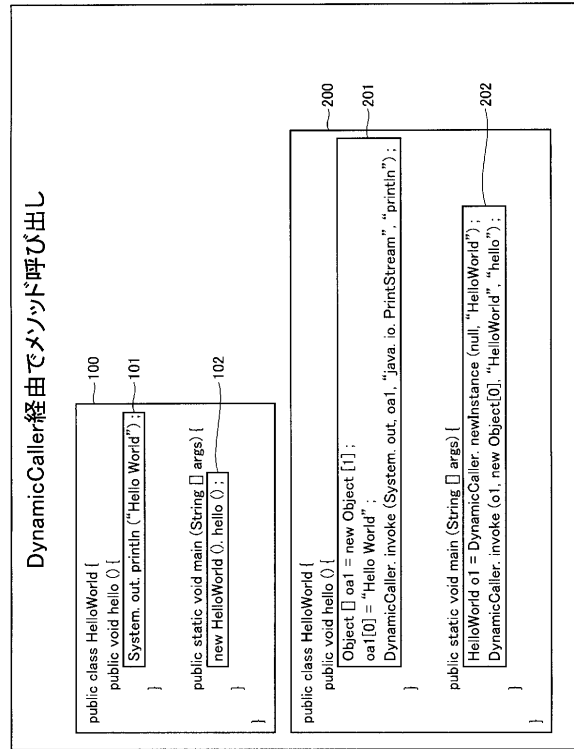 DynamicCaller経由でメソッド呼び出し
100
public class HelloWorld {
public void hello () {
101
System. out. println ("Hello World") ;
}
102
public static void main (String [] args) {
new HelloWorld (). hello () ;
}
}
200
public class HelloWorld {
public void hello () {
201
Object [] oa1 = new Object [1] ;
oa1[0] = "Hello World" ;
DynamicCaller. invoke (System. out, oa1, "java. io. PrintStream", "println") ;
}
202
public static void main (String [] args) {
HelloWorld o1 = DynamicCaller. newInstance (null, "HelloWorld") ;
DynamicCaller. invoke (o1, new Object[0], "HelloWorld", "hello") ;
}
}